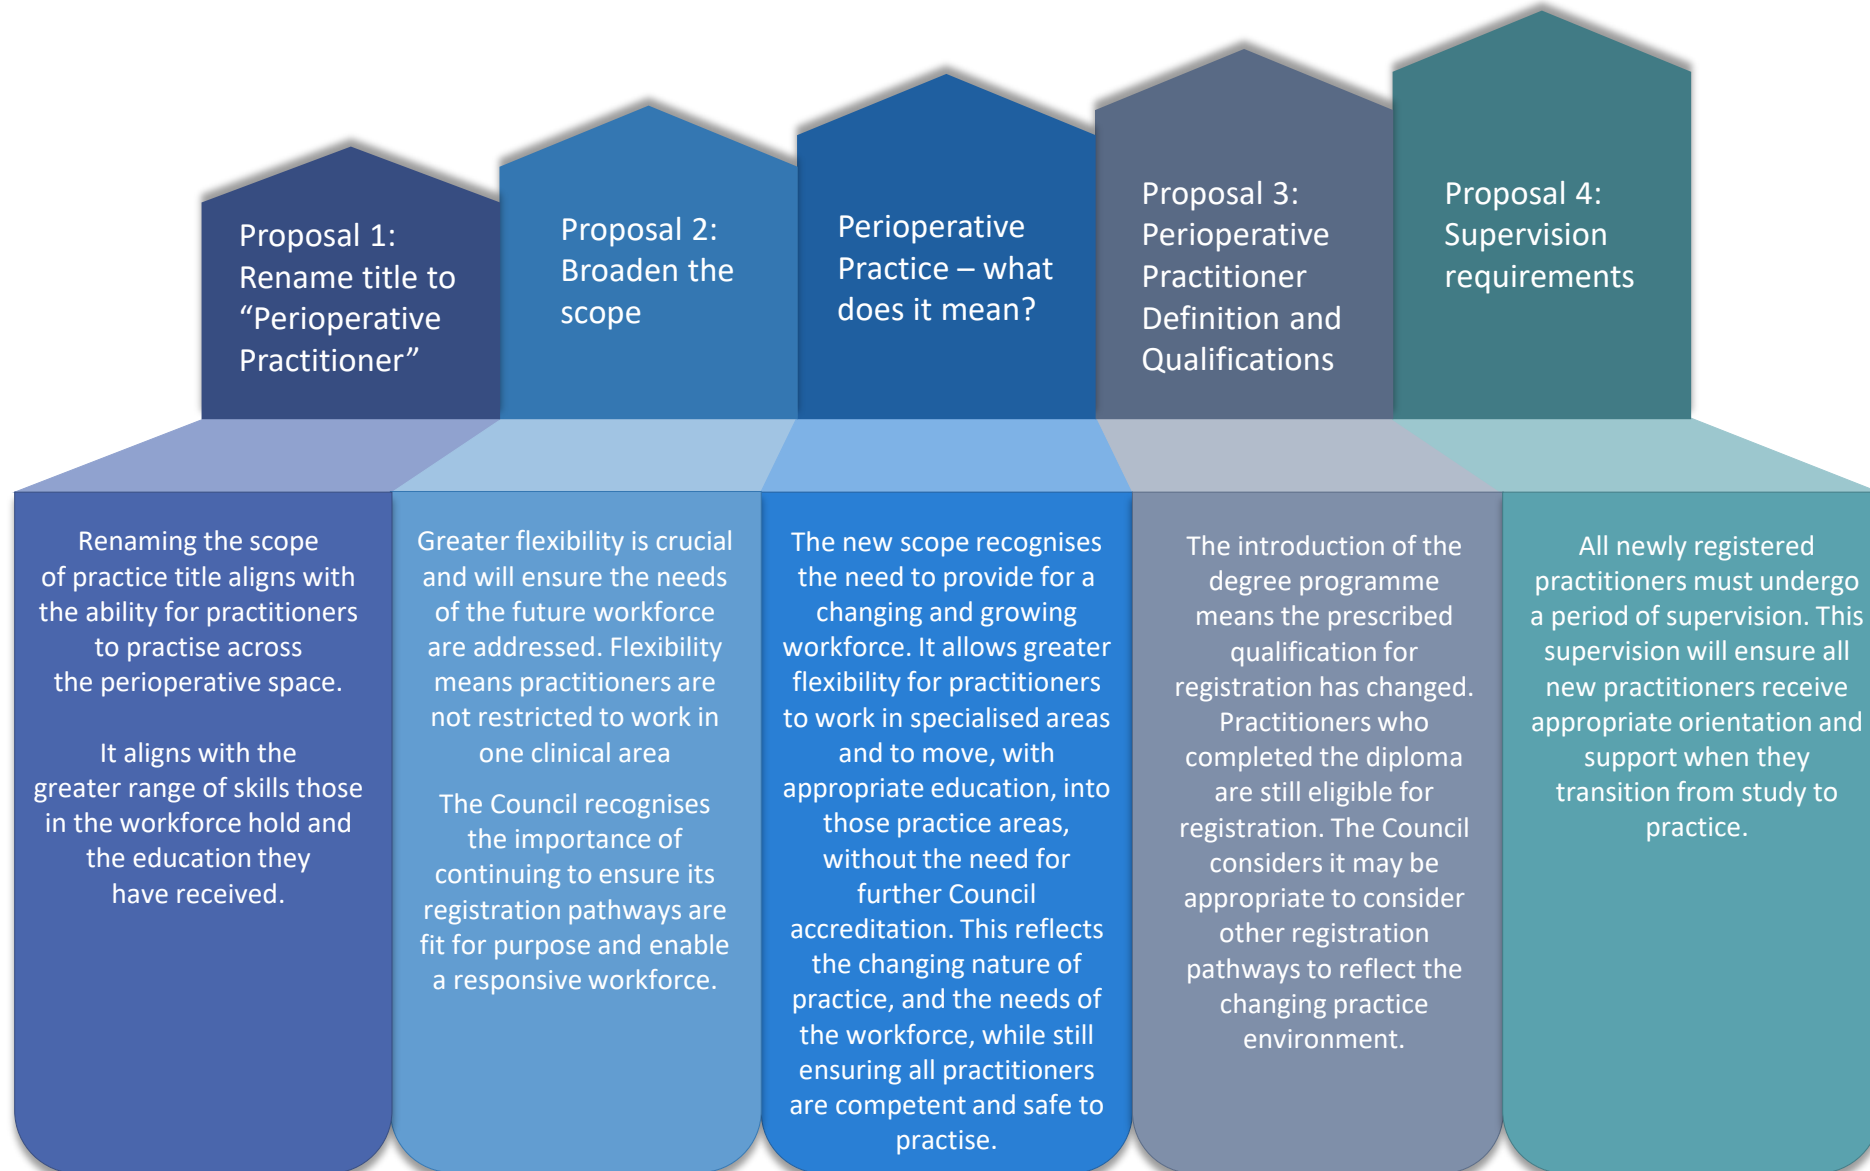 Proposal 1:
Rename title to
“Perioperative
Practitioner”
Proposal 2:
Broaden the
scope
Perioperative
Practice – what
does it mean?
Proposal 3:
Perioperative
Practitioner
Definition and
Qualifications
Proposal 4:
Supervision
requirements
Renaming the scope
of practice title aligns with
the ability for practitioners
to practise across
the perioperative space.
It aligns with the
greater range of skills those
in the workforce hold and
the education they
have received.
Greater flexibility is crucial
and will ensure the needs
of the future workforce
are addressed. Flexibility
means practitioners are
not restricted to work in
one clinical area
The Council recognises
the importance of
continuing to ensure its
registration pathways are
fit for purpose and enable
a responsive workforce.
The new scope recognises
the need to provide for a
changing and growing
workforce. It allows greater
flexibility for practitioners
to work in specialised areas
and to move, with
appropriate education, into
those practice areas,
without the need for
further Council
accreditation. This reflects
the changing nature of
practice, and the needs of
the workforce, while still
ensuring all practitioners
are competent and safe to
practise.
The introduction of the
degree programme
means the prescribed
qualification for
registration has changed.
Practitioners who
completed the diploma
are still eligible for
registration. The Council
considers it may be
appropriate to consider
other registration
pathways to reflect the
changing practice
environment.
All newly registered
practitioners must undergo
a period of supervision. This
supervision will ensure all
new practitioners receive
appropriate orientation and
support when they
transition from study to
practice.